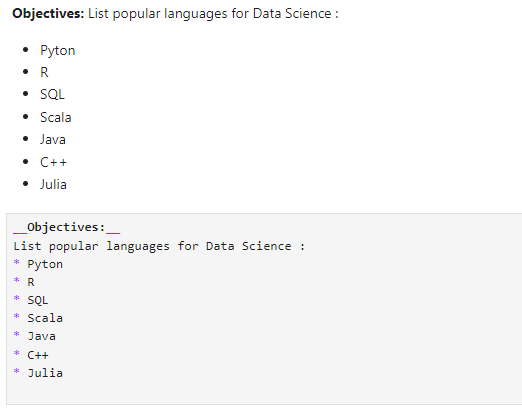 Objectives: List popular languages for Data Science :
• Pyton
• R
• SQL
• Scala
• Java
• C++
• Julia
__Objectives:__
List popular languages for Data Science :
* Pyton
* R
* SQL
* Scala
* Java
* C++
* Julia